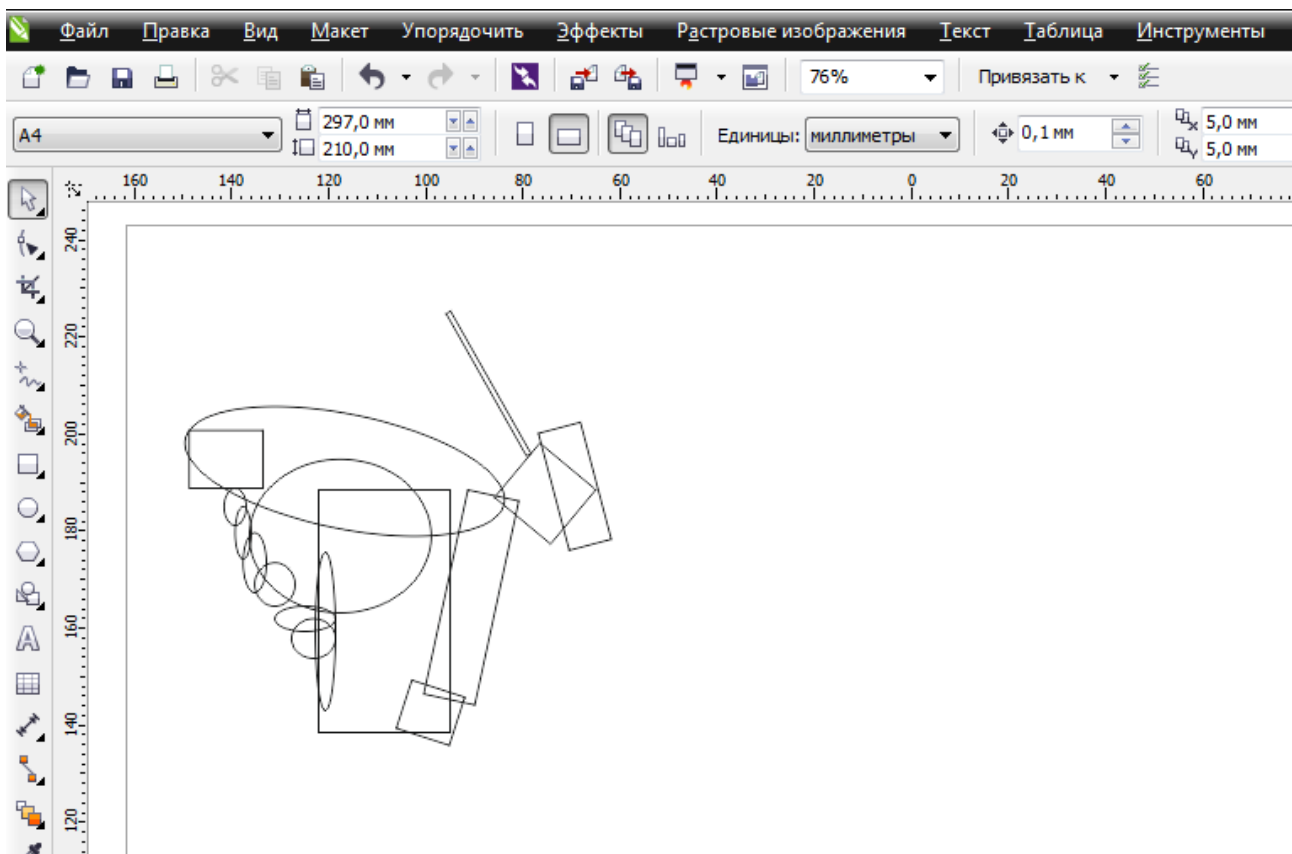 Файл Правка Вид Макет Упорядочить Эффекты Растровые изображения Текст Таблица Инструменты
76% Привязать к
A4 297,0 мм 210,0 мм Единицы: миллиметры 0,1 мм 5,0 мм 5,0 мм
160 140 120 100 80 60 40 20 0 20 40 60
240
220
200
180
160
140
120